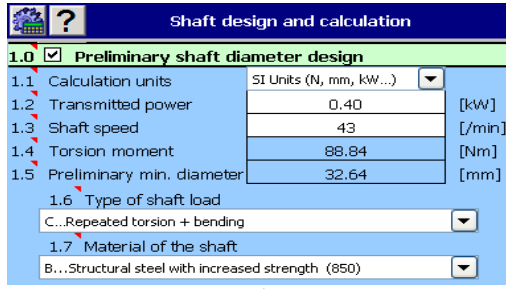 ? Shaft design and calculation
1.0 Preliminary shaft diameter design
1.1 Calculation units SI Units (N, mm, kW...)
1.2 Transmitted power 0.40 [kW]
1.3 Shaft speed 43 [/min]
1.4 Torsion moment 88.84 [Nm]
1.5 Preliminary min. diameter 32.64 [mm]
1.6 Type of shaft load
C...Repeated torsion + bending
1.7 Material of the shaft
B...Structural steel with increased strength (850)